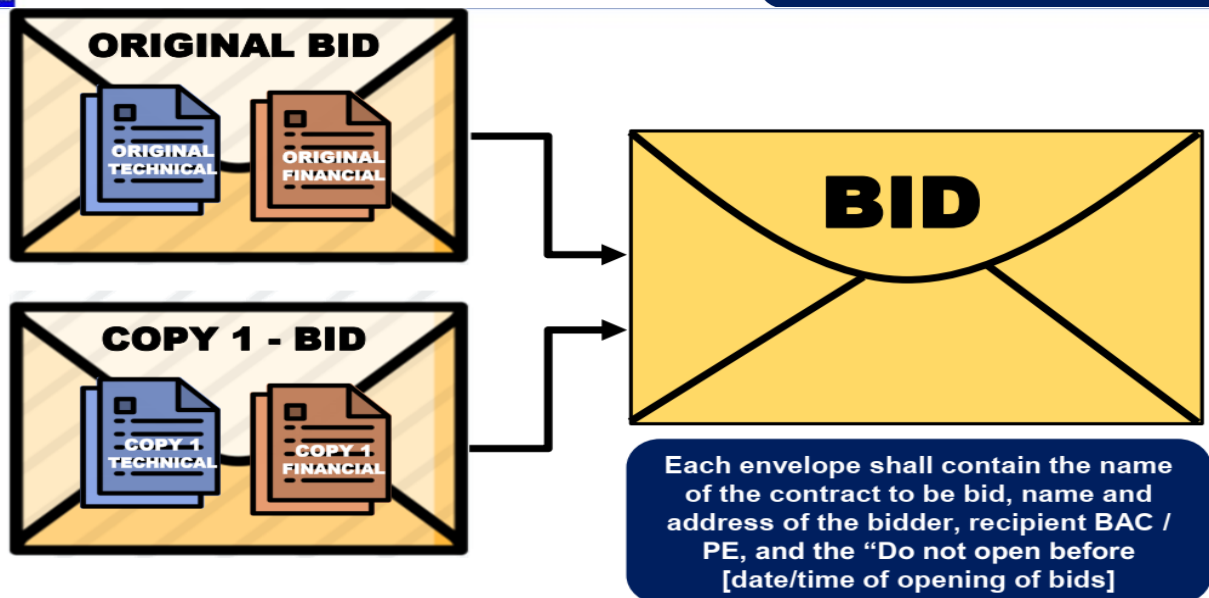 ORIGINAL BID
ORIGINAL
TECHNICAL
ORIGINAL
FINANCIAL
BID
COPY 1 - BID
COPY 1
TECHNICAL
COPY 1
FINANCIAL
Each envelope shall contain the name
of the contract to be bid, name and
address of the bidder, recipient BAC /
PE, and the “Do not open before
[date/time of opening of bids]